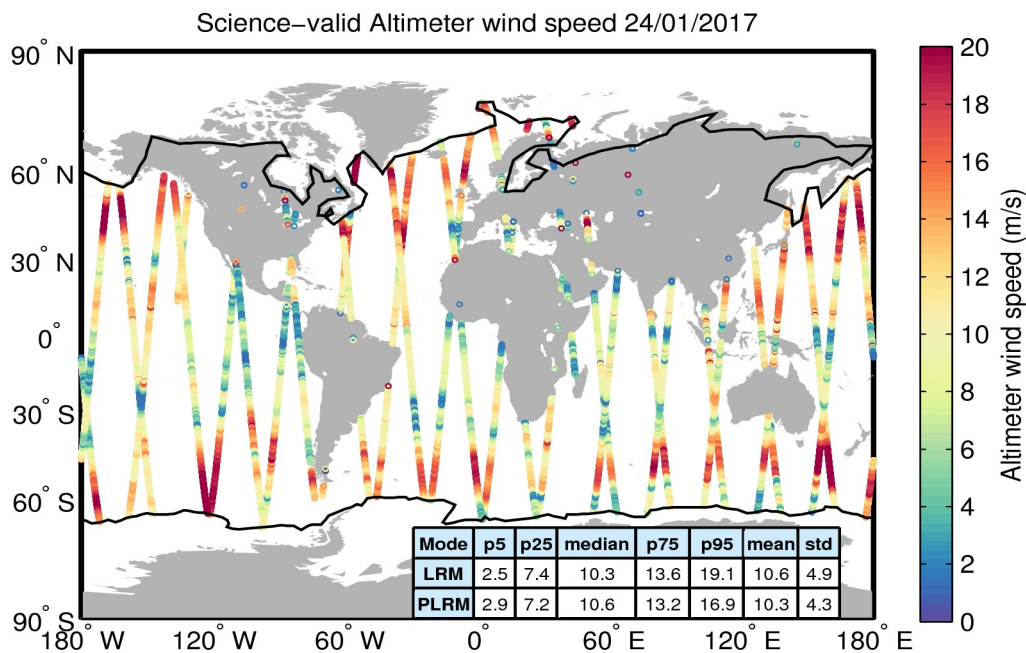 Science−valid Altimeter wind speed 24/01/2017
90° N
60° N
30° N
0°
30° S
60° S
90° S
180° W
120° W
60° W
0°
60° E
120° E
180° E
Mode p5 p25 median p75 p95 mean std
LRM 2.5 7.4 10.3 13.6 19.1 10.6 4.9
PLRM 2.9 7.2 10.6 13.2 16.9 10.3 4.3
20
18
16
14
12
10
8
6
4
2
0
Altimeter wind speed (m/s)